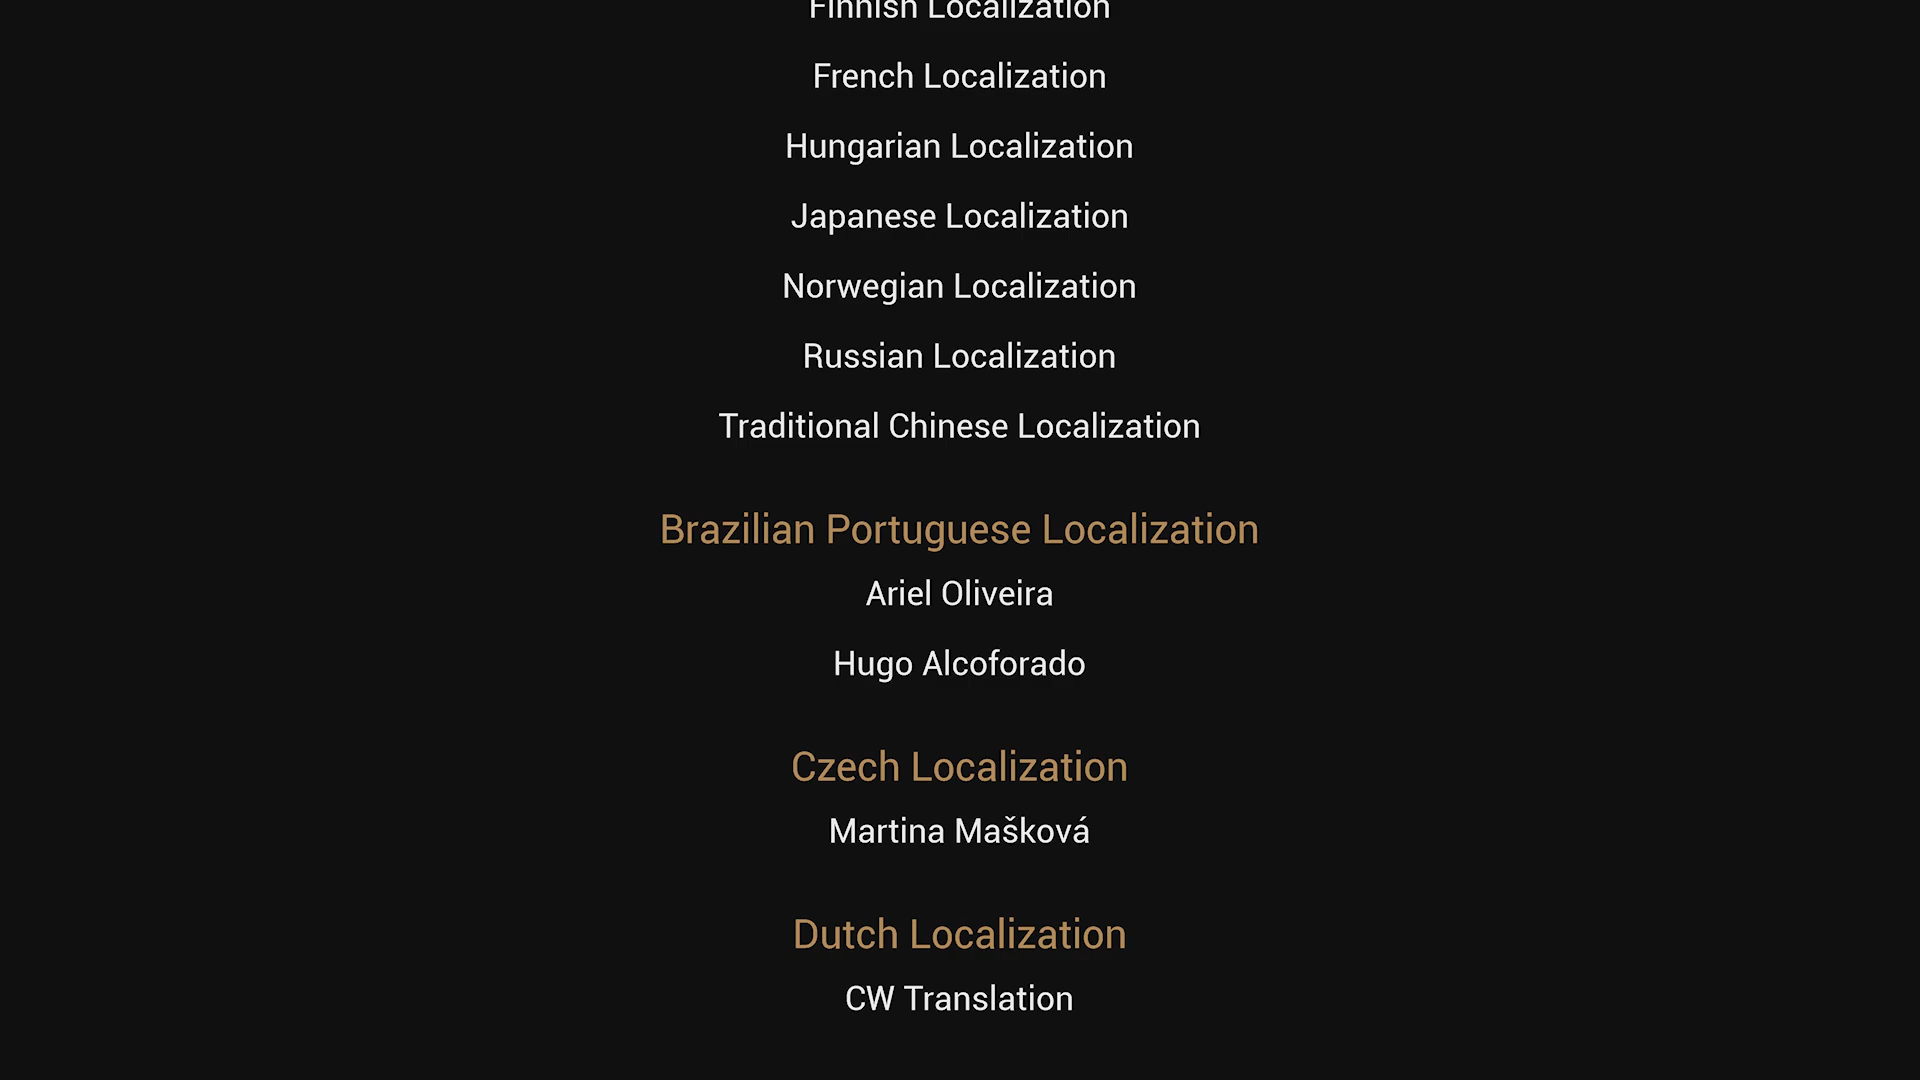 Finnish Localization
French Localization
Hungarian Localization
Japanese Localization
Norwegian Localization
Russian Localization
Traditional Chinese Localization
Brazilian Portuguese Localization
Ariel Oliveira
Hugo Alcoforado
Czech Localization
Martina Mašková
Dutch Localization
CW Translation